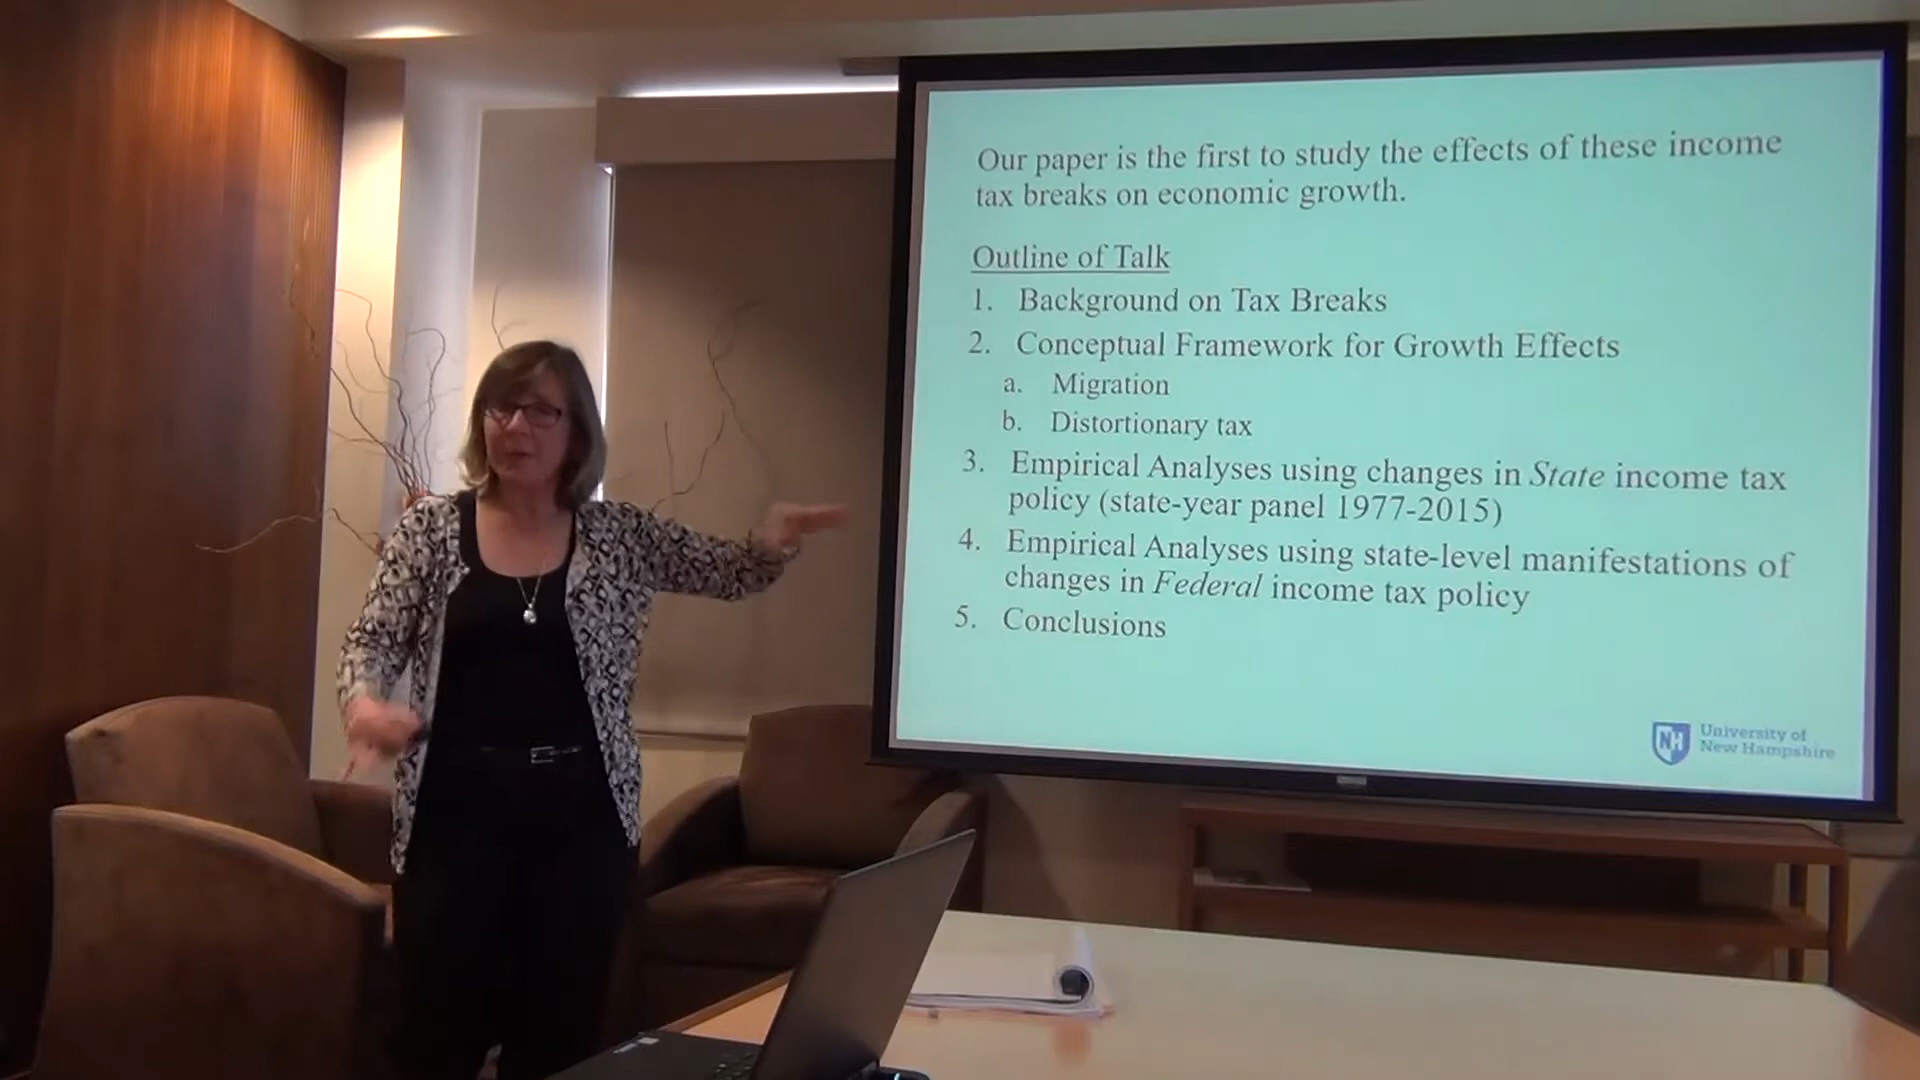 Our paper is the first to study the effects of these income
tax breaks on economic growth.
Outline of Talk
1. Background on Tax Breaks
2. Conceptual Framework for Growth Effects
a. Migration
b. Distortionary tax
3. Empirical Analyses using changes in State income tax
policy (state-year panel 1977-2015)
4. Empirical Analyses using state-level manifestations of
changes in Federal income tax policy
5. Conclusions
NH
University of
New Hampshire